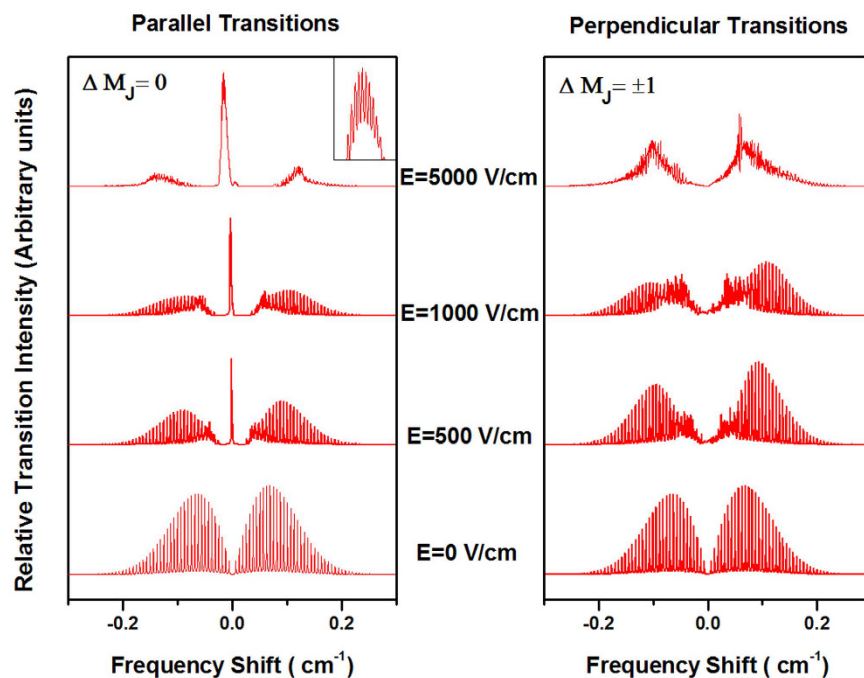 Parallel Transitions
Perpendicular Transitions
Relative Transition Intensity (Arbitrary units)
Δ M_J= 0
Δ M_J= ±1
E=5000 V/cm
E=1000 V/cm
E=500 V/cm
E=0 V/cm
-0.2 0.0 0.2
-0.2 0.0 0.2
Frequency Shift ( cm⁻¹)
Frequency Shift ( cm⁻¹)